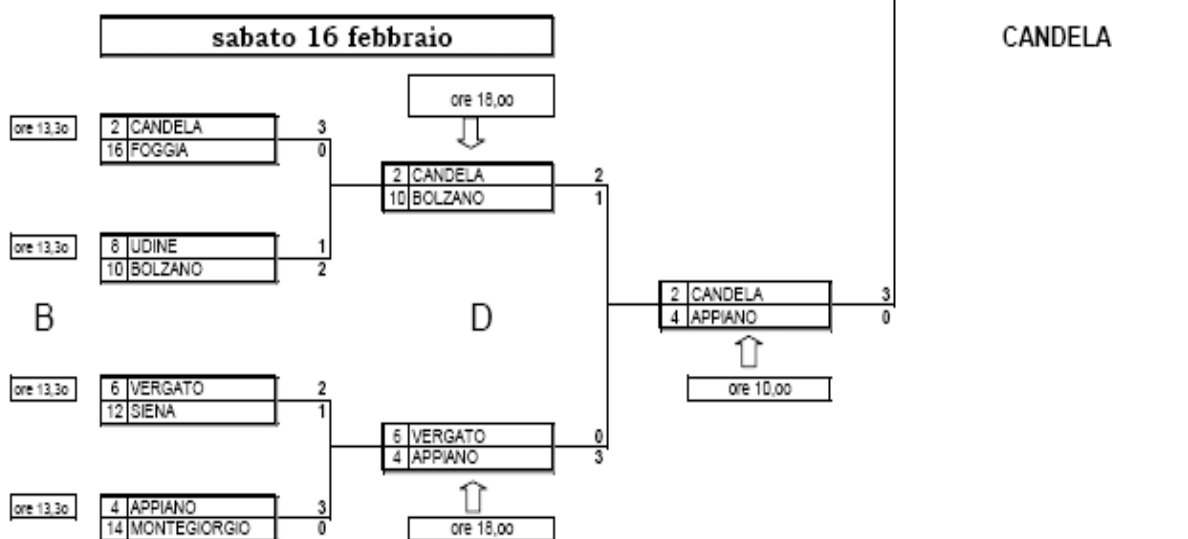 sabato 16 febbraio
CANDELA
ore 18,oo
ore 13,3o
2 CANDELA 3
16 FOGGIA 0
2 CANDELA 2
10 BOLZANO 1
ore 13,3o
8 UDINE 1
10 BOLZANO 2
B
D
2 CANDELA 3
4 APPIANO 0
ore 13,3o
6 VERGATO 2
12 SIENA 1
ore 10,oo
6 VERGATO 0
4 APPIANO 3
ore 13,3o
4 APPIANO 3
14 MONTEGIORGIO 0
ore 18,oo